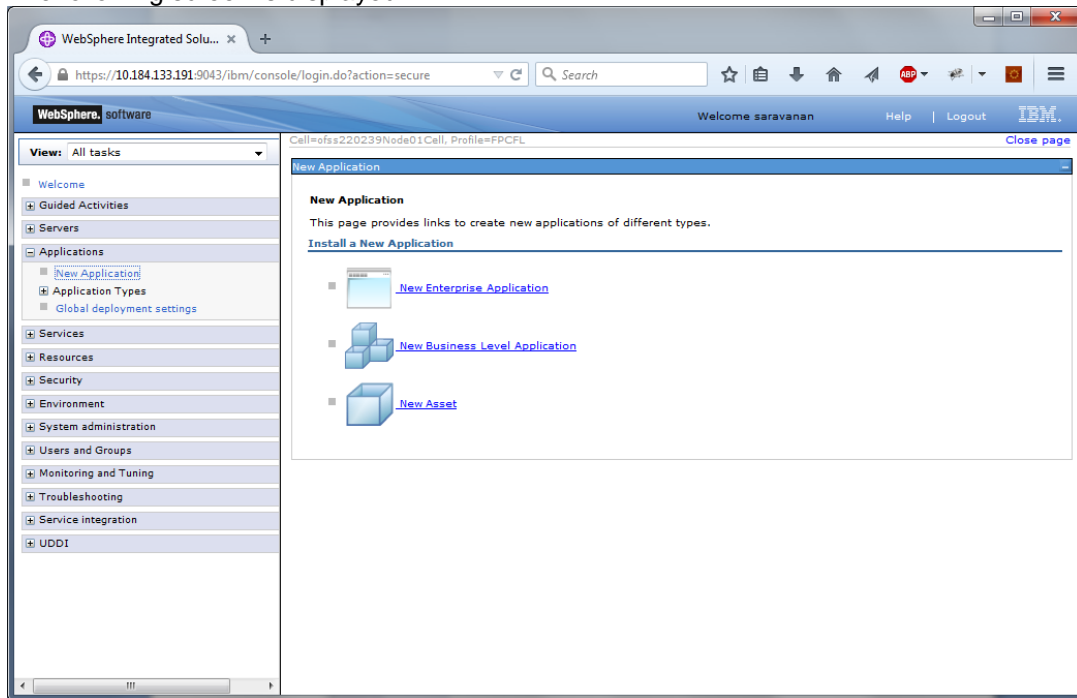 WebSphere Integrated Solu... × +
https://10.184.133.191:9043/ibm/console/login.do?action=secure Search ABP
WebSphere. software Welcome saravanan Help | Logout IBM.
Cell=ofss220239Node01Cell, Profile=FPCFL Close page
View: All tasks
New Application
Welcome
Guided Activities
Servers
Applications
New Application
Application Types
Global deployment settings
Services
Resources
Security
Environment
System administration
Users and Groups
Monitoring and Tuning
Troubleshooting
Service integration
UDDI
New Application
This page provides links to create new applications of different types.
Install a New Application
New Enterprise Application
New Business Level Application
New Asset